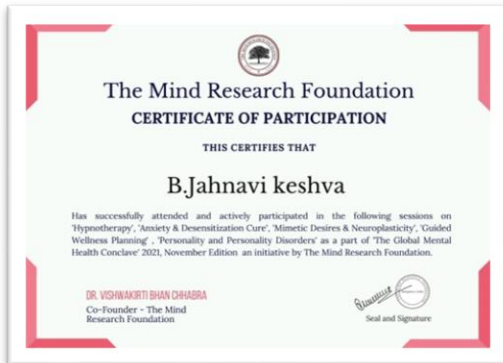 The Mind Research Foundation
CERTIFICATE OF PARTICIPATION
THIS CERTIFIES THAT
B.Jahnavi keshva
Has successfully attended and actively participated in the following sessions on
'Hypnotherapy', 'Anxiety & Desensitization Cure', 'Mimetic Desires & Neuroplasticity', 'Guided
Wellness Planning' , 'Personality and Personality Disorders' as a part of 'The Global Mental
Health Conclave' 2021, November Edition an initiative by The Mind Research Foundation.
DR. VISHWAKIRTI BHAN CHHABRA
Co-Founder - The Mind
Research Foundation
Seal and Signature